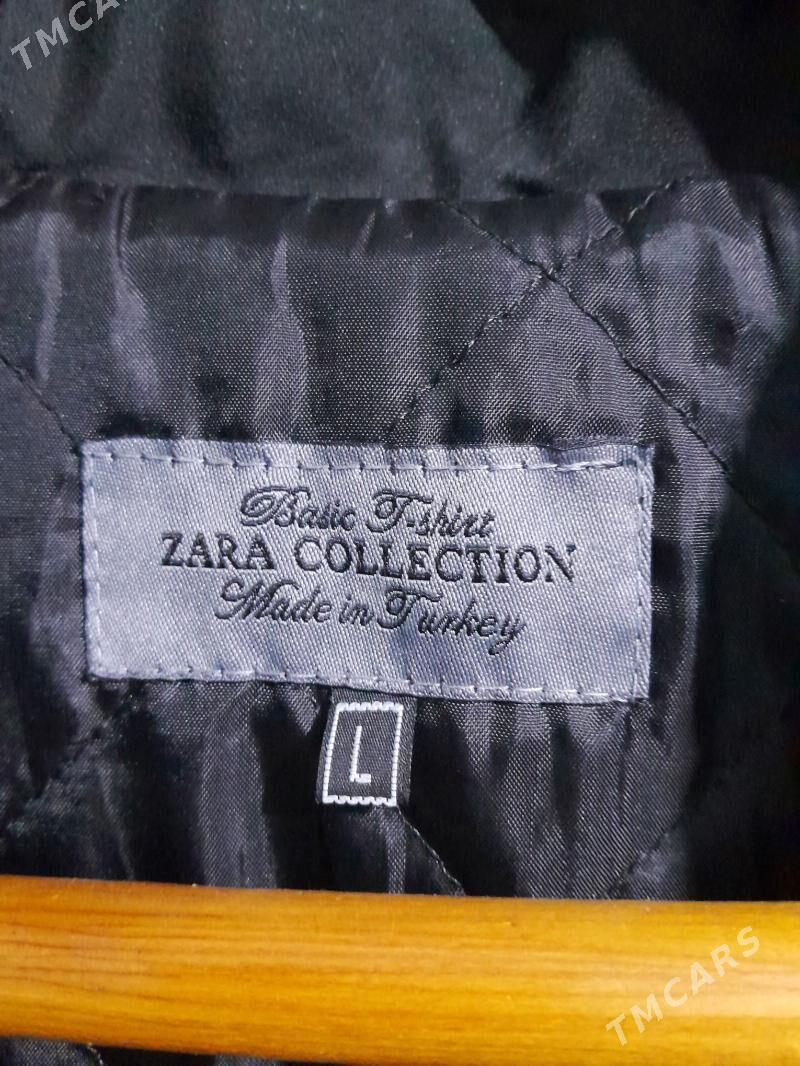 TMCARS
Basic T-shirt
ZARA COLLECTION
Made in Turkey
L
TMCARS